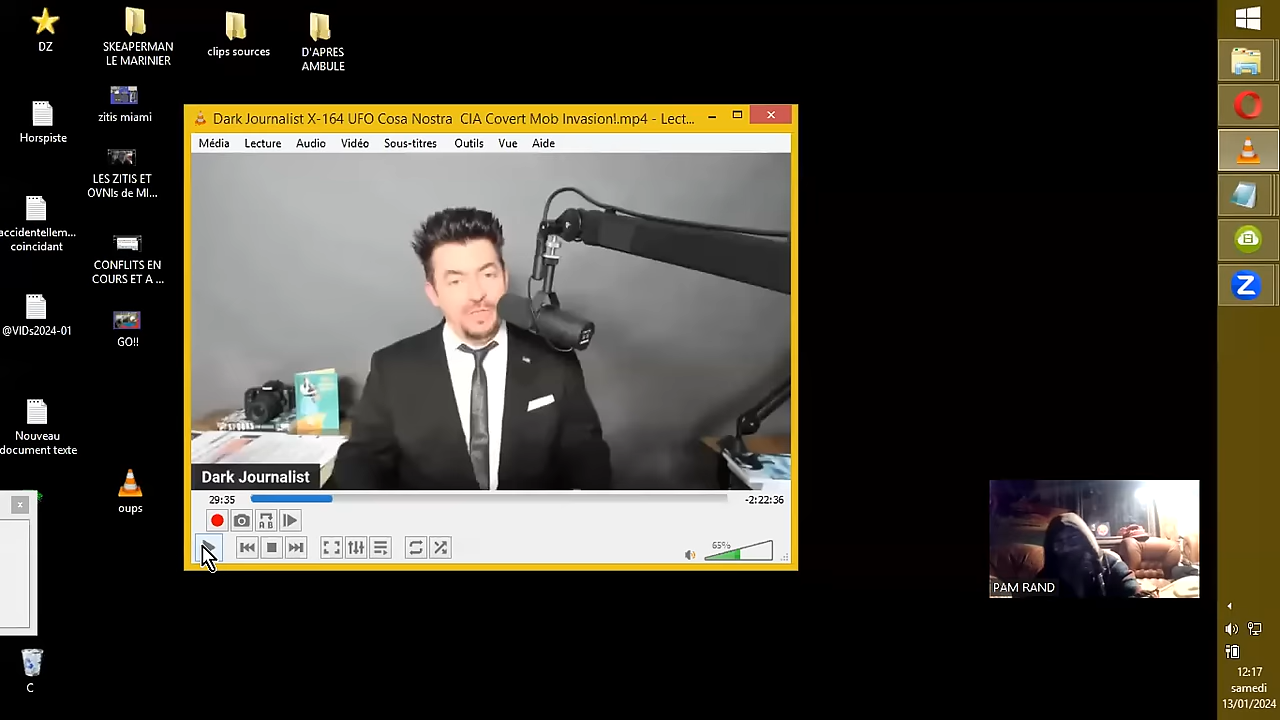 DZ
SKEAPERMAN
LE MARINIER
clips sources
D'APRES
AMBULE
Horspiste
zitis miami
LES ZITIS ET
OVNIs de MI...
accidentellem...
coincidant
CONFLITS EN
COURS ET A ...
@VIDs2024-01
GO!!
Nouveau
document texte
oups
C
Dark Journalist X-164 UFO Cosa Nostra  CIA Covert Mob Invasion!.mp4 - Lect...
Média Lecture Audio Vidéo Sous-titres Outils Vue Aide
Dark Journalist
29:35
-2:22:36
65%
PAM RAND
12:17
samedi
13/01/2024